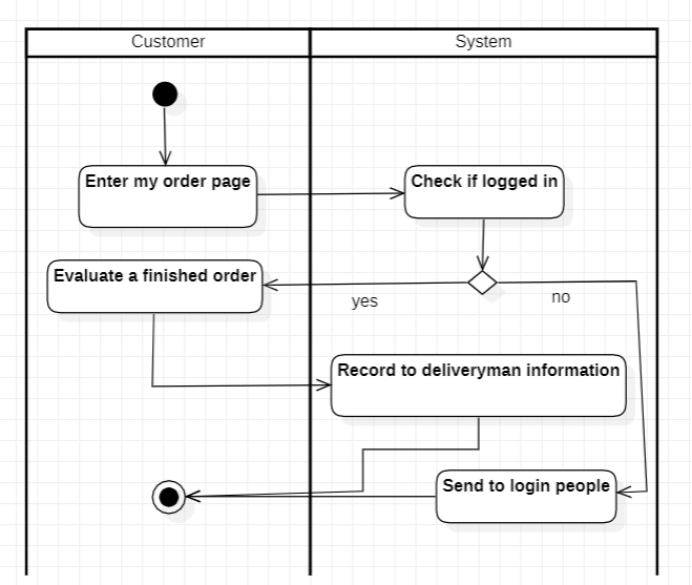 Customer
System
Enter my order page
Check if logged in
Evaluate a finished order
yes
no
Record to deliveryman information
Send to login people